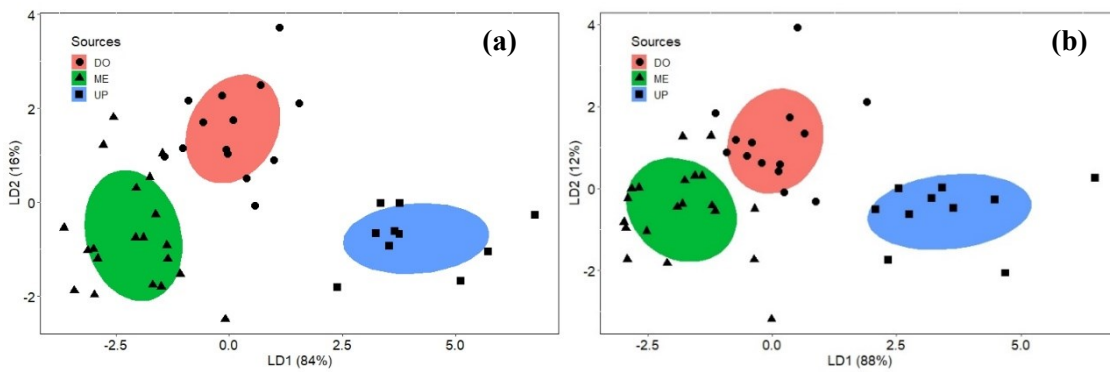 (a)
Sources
DO
ME
UP
4
2
0
-2
LD2 (16%)
-2.5
0.0
2.5
5.0
LD1 (84%)
(b)
Sources
DO
ME
UP
4
2
0
-2
LD2 (12%)
-2.5
0.0
2.5
5.0
LD1 (88%)